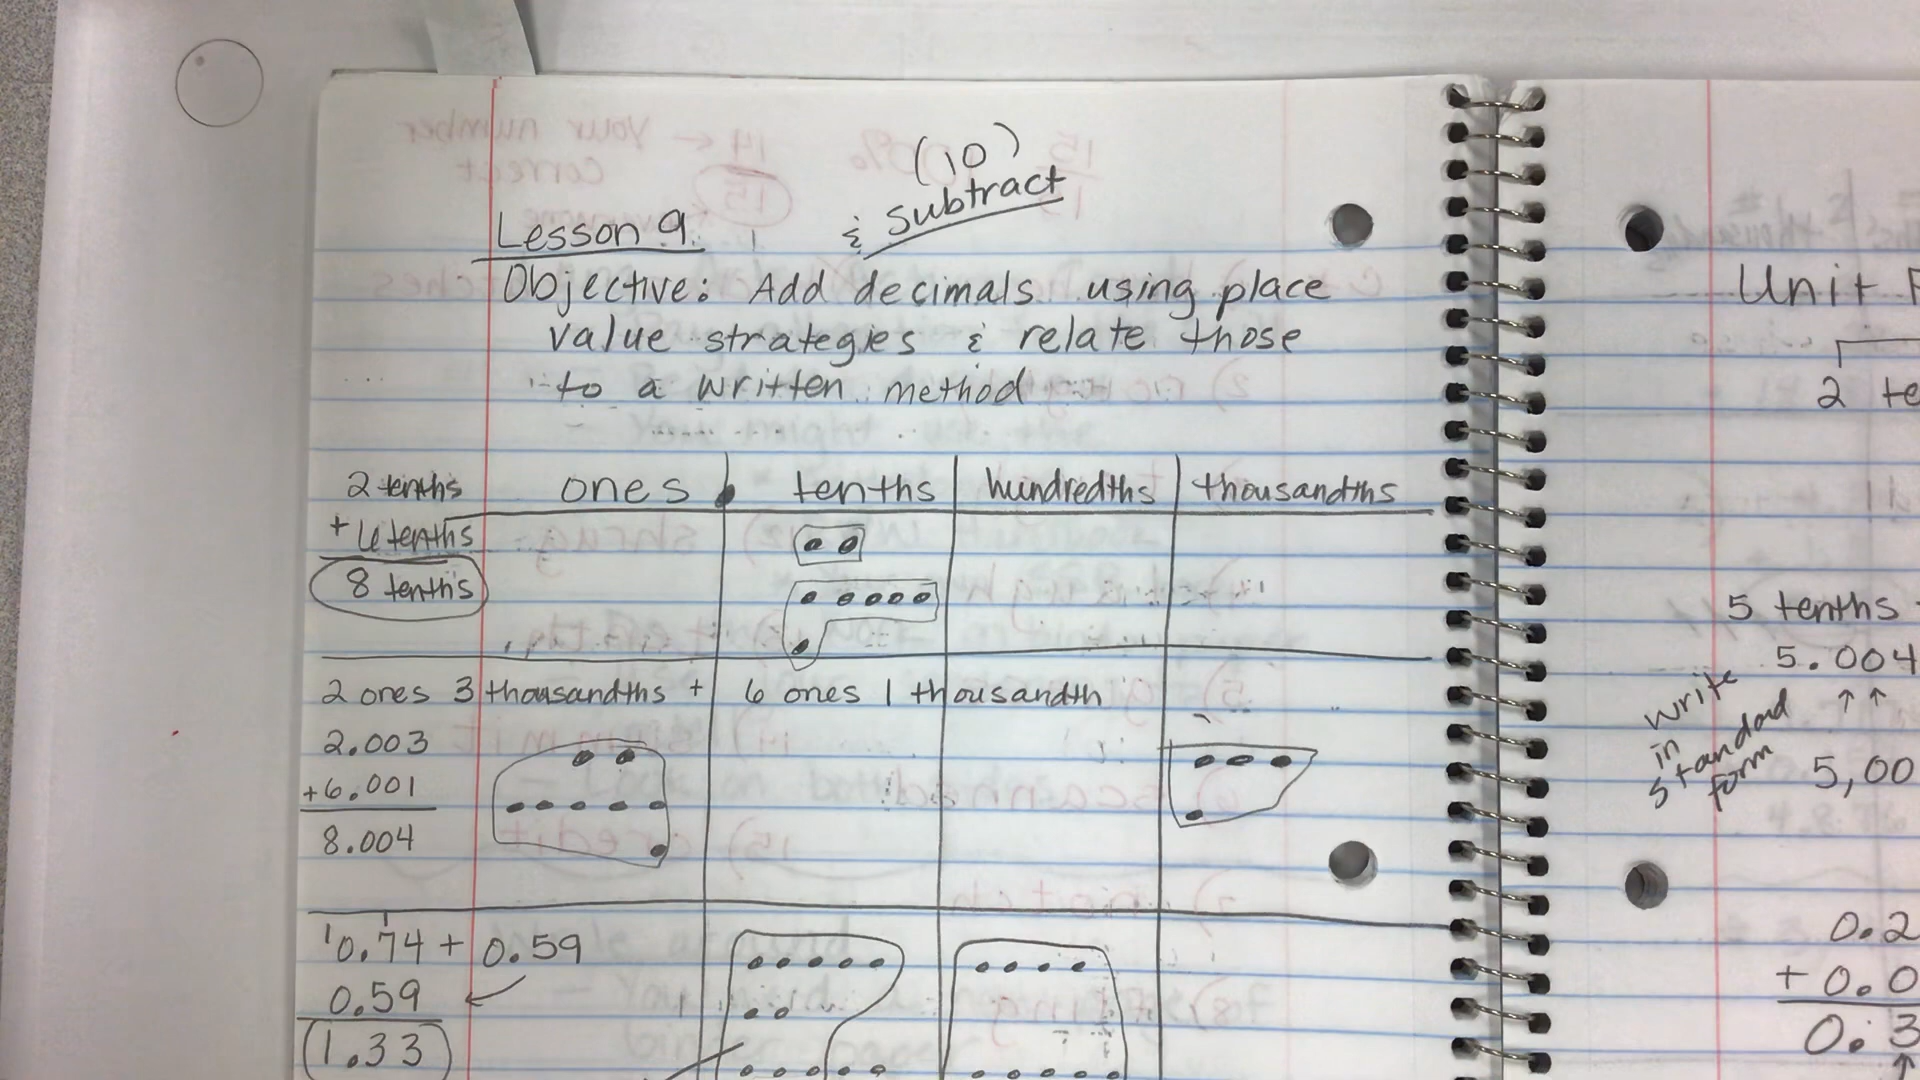 (10)
& Subtract
Lesson 9
Objective: Add decimals using place
value strategies & relate those
to a written method
2 tenths
+ 6 tenths
8 tenths
ones . tenths hundredths thousandths
2 ones 3 thousandths + 6 ones 1 thousandth
2.003
+6.001
8.004
1 1
0.74 + 0.59
0.59
1.33
Unit
2
5 tenths
5.004
↑ ↑
write
in
standard
form
5,00
0.2
+ 0.0
0.3
↑